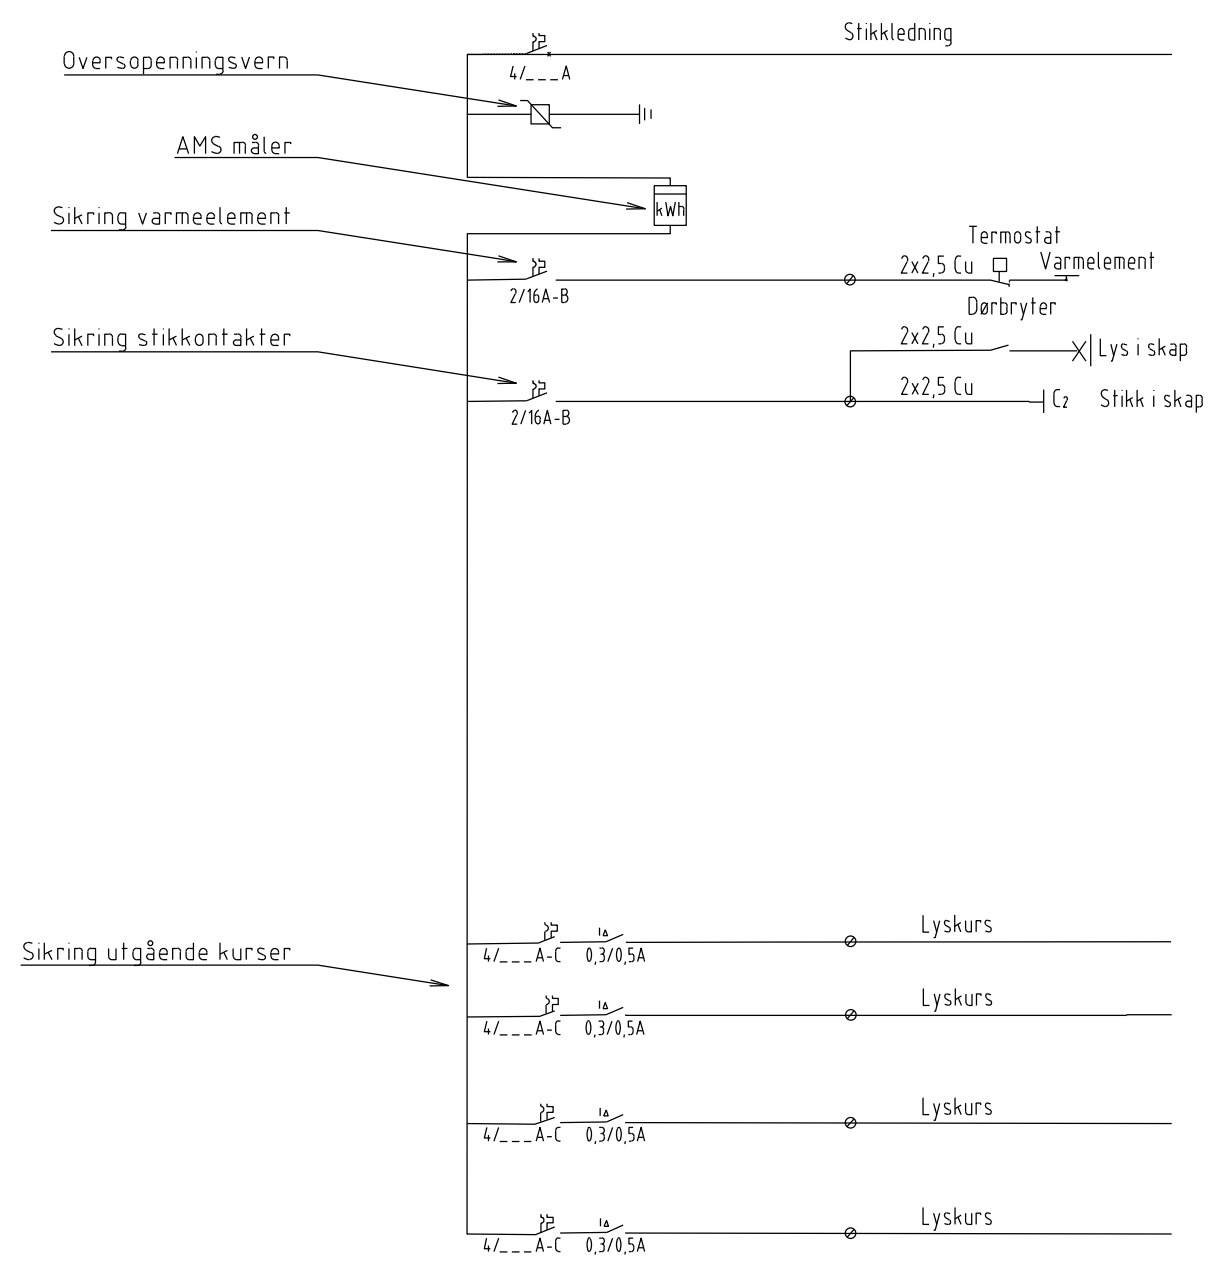 Stikkledning
Oversopenningsvern
4/___A
AMS måler
kWh
Sikring varmeelement
Termostat
2x2,5 Cu
Varmelement
2/16A-B
Dørbryter
Sikring stikkontakter
2x2,5 Cu
Lys i skap
2x2,5 Cu
C2 Stikk i skap
2/16A-B
Lyskurs
Sikring utgående kurser
4/___A-C 0,3/0,5A
Lyskurs
4/___A-C 0,3/0,5A
Lyskurs
4/___A-C 0,3/0,5A
Lyskurs
4/___A-C 0,3/0,5A